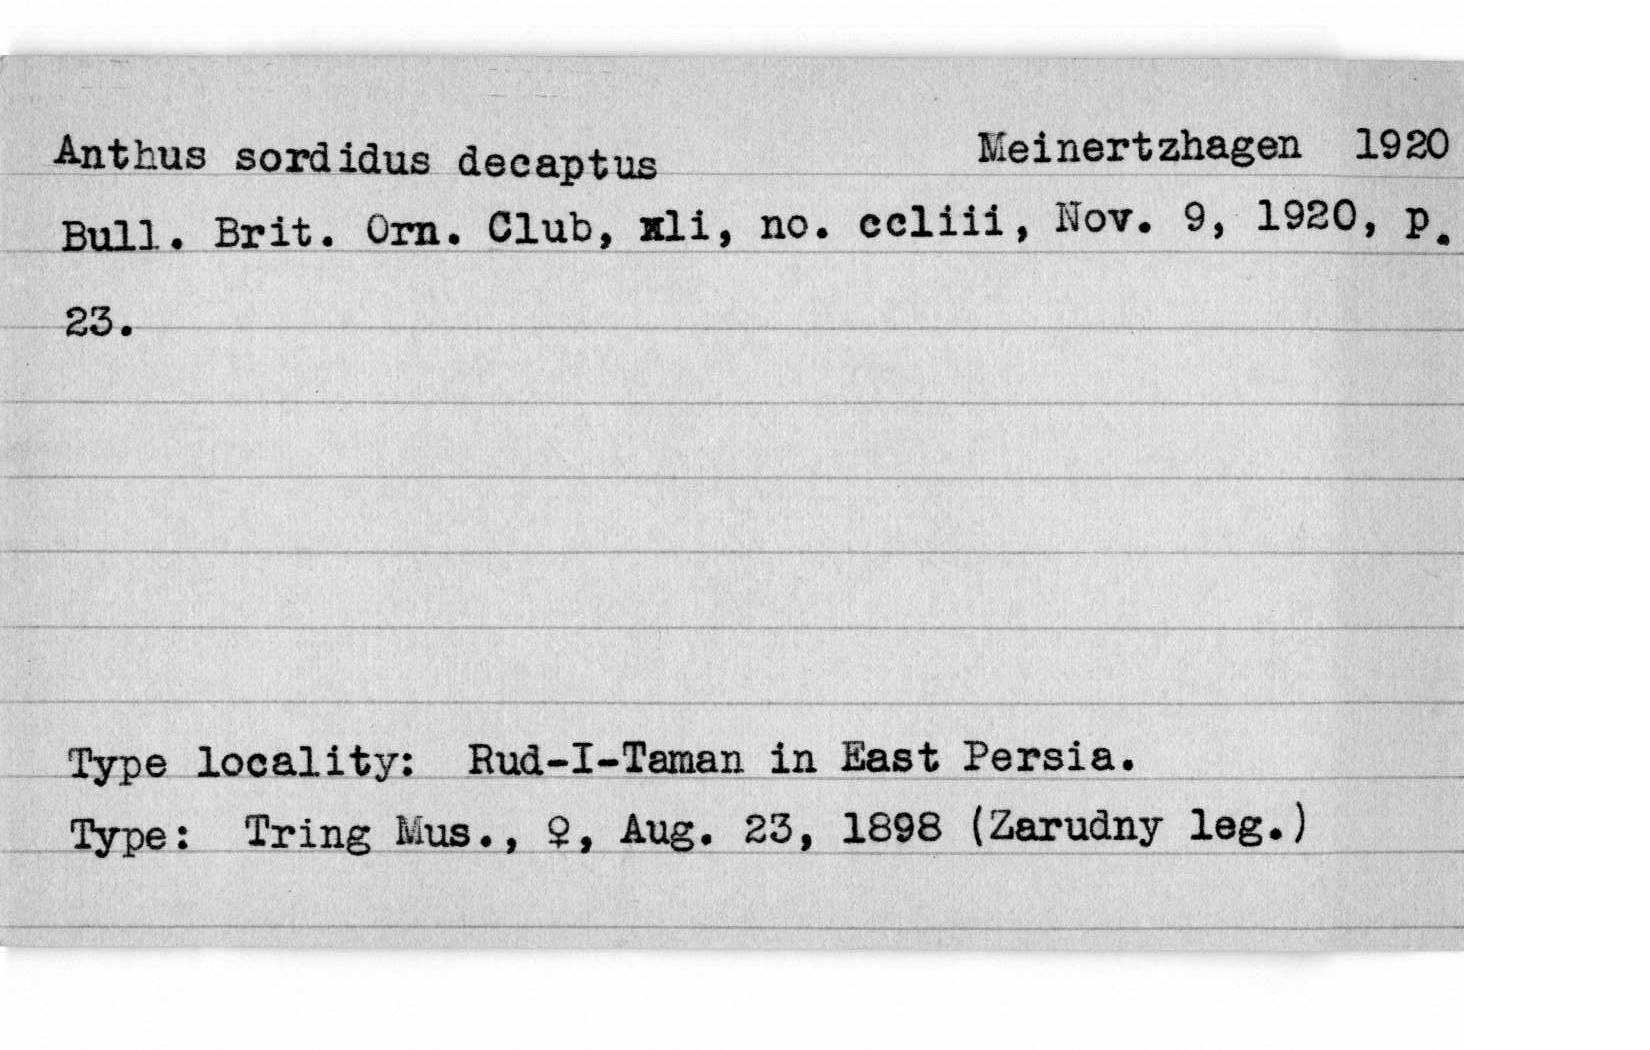 Anthus sordidus decaptus Meinertzhagen 1920
Bull. Brit. Orn. Club, xli, no. ccliii, Nov. 9, 1920, p.
23.
Type locality: Rud-I-Taman in East Persia.
Type: Tring Mus., ♀, Aug. 23, 1898 (Zarudny leg.)